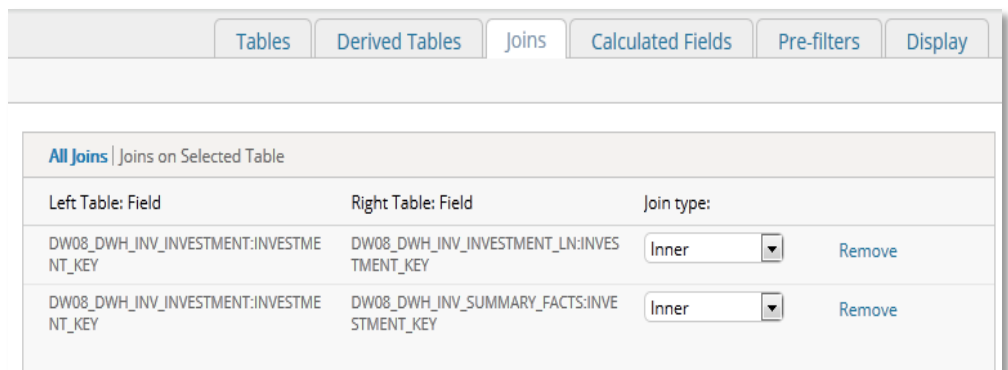 Tables Derived Tables Joins Calculated Fields Pre-filters Display
All Joins | Joins on Selected Table
Left Table: Field Right Table: Field Join type:
DW08_DWH_INV_INVESTMENT:INVESTME DW08_DWH_INV_INVESTMENT_LN:INVES Inner Remove
NT_KEY TMENT_KEY
DW08_DWH_INV_INVESTMENT:INVESTME DW08_DWH_INV_SUMMARY_FACTS:INVE Inner Remove
NT_KEY STMENT_KEY